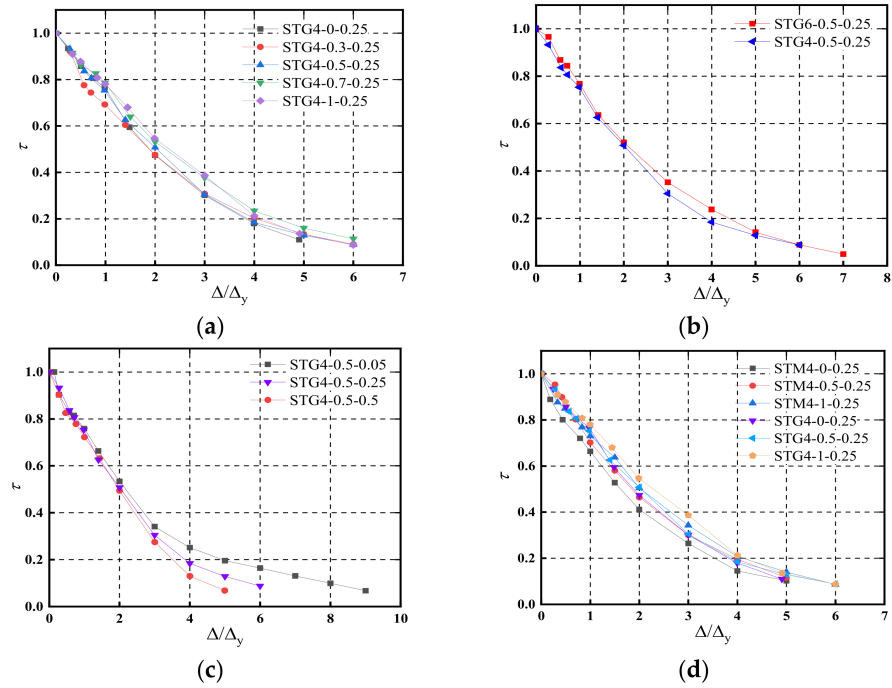 STG4-0-0.25
STG4-0.3-0.25
STG4-0.5-0.25
STG4-0.7-0.25
STG4-1-0.25
1.0
0.8
0.6
0.4
0.2
0.0
τ
0 1 2 3 4 5 6 7
Δ/Δy
(a)
STG6-0.5-0.25
STG4-0.5-0.25
1.0
0.8
0.6
0.4
0.2
0.0
τ
0 1 2 3 4 5 6 7 8
Δ/Δy
(b)
STG4-0.5-0.05
STG4-0.5-0.25
STG4-0.5-0.5
1.0
0.8
0.6
0.4
0.2
0.0
τ
0 2 4 6 8 10
Δ/Δy
(c)
STM4-0-0.25
STM4-0.5-0.25
STM4-1-0.25
STG4-0-0.25
STG4-0.5-0.25
STG4-1-0.25
1.0
0.8
0.6
0.4
0.2
0.0
τ
0 1 2 3 4 5 6 7
Δ/Δy
(d)